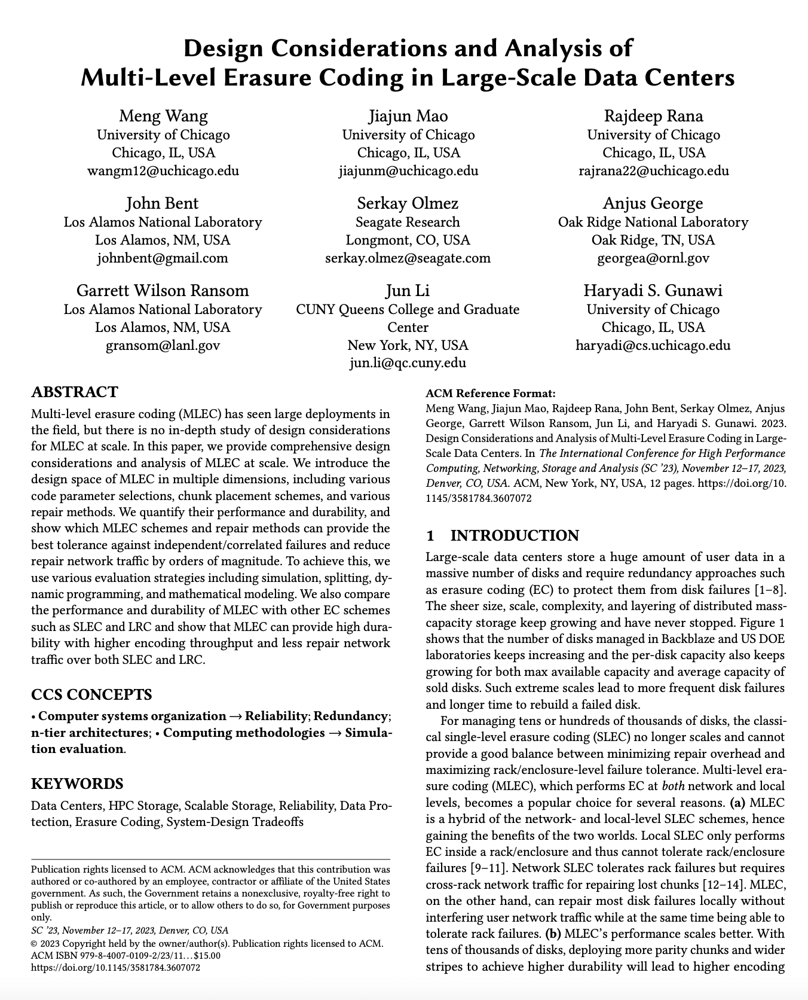 Design Considerations and Analysis of
Multi-Level Erasure Coding in Large-Scale Data Centers
Meng Wang
University of Chicago
Chicago, IL, USA
wangm12@uchicago.edu
Jiajun Mao
University of Chicago
Chicago, IL, USA
jiajunm@uchicago.edu
Rajdeep Rana
University of Chicago
Chicago, IL, USA
rajrana22@uchicago.edu
John Bent
Los Alamos National Laboratory
Los Alamos, NM, USA
johnbent@gmail.com
Serkay Olmez
Seagate Research
Longmont, CO, USA
serkay.olmez@seagate.com
Anjus George
Oak Ridge National Laboratory
Oak Ridge, TN, USA
georgea@ornl.gov
Garrett Wilson Ransom
Los Alamos National Laboratory
Los Alamos, NM, USA
gransom@lanl.gov
Jun Li
CUNY Queens College and Graduate
Center
New York, NY, USA
jun.li@qc.cuny.edu
Haryadi S. Gunawi
University of Chicago
Chicago, IL, USA
haryadi@cs.uchicago.edu
ABSTRACT
Multi-level erasure coding (MLEC) has seen large deployments in
the field, but there is no in-depth study of design considerations
for MLEC at scale. In this paper, we provide comprehensive design
considerations and analysis of MLEC at scale. We introduce the
design space of MLEC in multiple dimensions, including various
code parameter selections, chunk placement schemes, and various
repair methods. We quantify their performance and durability, and
show which MLEC schemes and repair methods can provide the
best tolerance against independent/correlated failures and reduce
repair network traffic by orders of magnitude. To achieve this, we
use various evaluation strategies including simulation, splitting, dy-
namic programming, and mathematical modeling. We also compare
the performance and durability of MLEC with other EC schemes
such as SLEC and LRC and show that MLEC can provide high dura-
bility with higher encoding throughput and less repair network
traffic over both SLEC and LRC.
CCS CONCEPTS
• Computer systems organization → Reliability; Redundancy;
n-tier architectures; • Computing methodologies → Simula-
tion evaluation.
KEYWORDS
Data Centers, HPC Storage, Scalable Storage, Reliability, Data Pro-
tection, Erasure Coding, System-Design Tradeoffs
Publication rights licensed to ACM. ACM acknowledges that this contribution was
authored or co-authored by an employee, contractor or affiliate of the United States
government. As such, the Government retains a nonexclusive, royalty-free right to
publish or reproduce this article, or to allow others to do so, for Government purposes
only.
SC '23, November 12–17, 2023, Denver, CO, USA
© 2023 Copyright held by the owner/author(s). Publication rights licensed to ACM.
ACM ISBN 979-8-4007-0109-2/23/11…$15.00
https://doi.org/10.1145/3581784.3607072
ACM Reference Format:
Meng Wang, Jiajun Mao, Rajdeep Rana, John Bent, Serkay Olmez, Anjus
George, Garrett Wilson Ransom, Jun Li, and Haryadi S. Gunawi. 2023.
Design Considerations and Analysis of Multi-Level Erasure Coding in Large-
Scale Data Centers. In The International Conference for High Performance
Computing, Networking, Storage and Analysis (SC '23), November 12–17, 2023,
Denver, CO, USA. ACM, New York, NY, USA, 12 pages. https://doi.org/10.
1145/3581784.3607072
1 INTRODUCTION
Large-scale data centers store a huge amount of user data in a
massive number of disks and require redundancy approaches such
as erasure coding (EC) to protect them from disk failures [1–8].
The sheer size, scale, complexity, and layering of distributed mass-
capacity storage keep growing and have never stopped. Figure 1
shows that the number of disks managed in Backblaze and US DOE
laboratories keeps increasing and the per-disk capacity also keeps
growing for both max available capacity and average capacity of
sold disks. Such extreme scales lead to more frequent disk failures
and longer time to rebuild a failed disk.
For managing tens or hundreds of thousands of disks, the classi-
cal single-level erasure coding (SLEC) no longer scales and cannot
provide a good balance between minimizing repair overhead and
maximizing rack/enclosure-level failure tolerance. Multi-level era-
sure coding (MLEC), which performs EC at both network and local
levels, becomes a popular choice for several reasons. (a) MLEC
is a hybrid of the network- and local-level SLEC schemes, hence
gaining the benefits of the two worlds. Local SLEC only performs
EC inside a rack/enclosure and thus cannot tolerate rack/enclosure
failures [9–11]. Network SLEC tolerates rack failures but requires
cross-rack network traffic for repairing lost chunks [12–14]. MLEC,
on the other hand, can repair most disk failures locally without
interfering user network traffic while at the same time being able to
tolerate rack failures. (b) MLEC's performance scales better. With
tens of thousands of disks, deploying more parity chunks and wider
stripes to achieve higher durability will lead to higher encoding